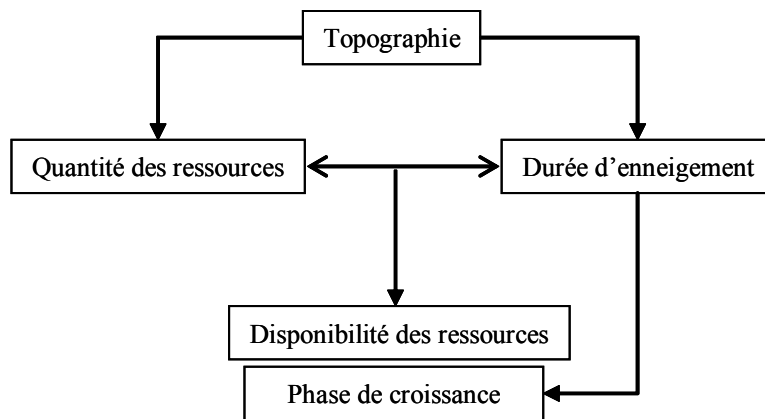 Topographie
Quantité des ressources
Durée d’enneigement
Disponibilité des ressources
Phase de croissance